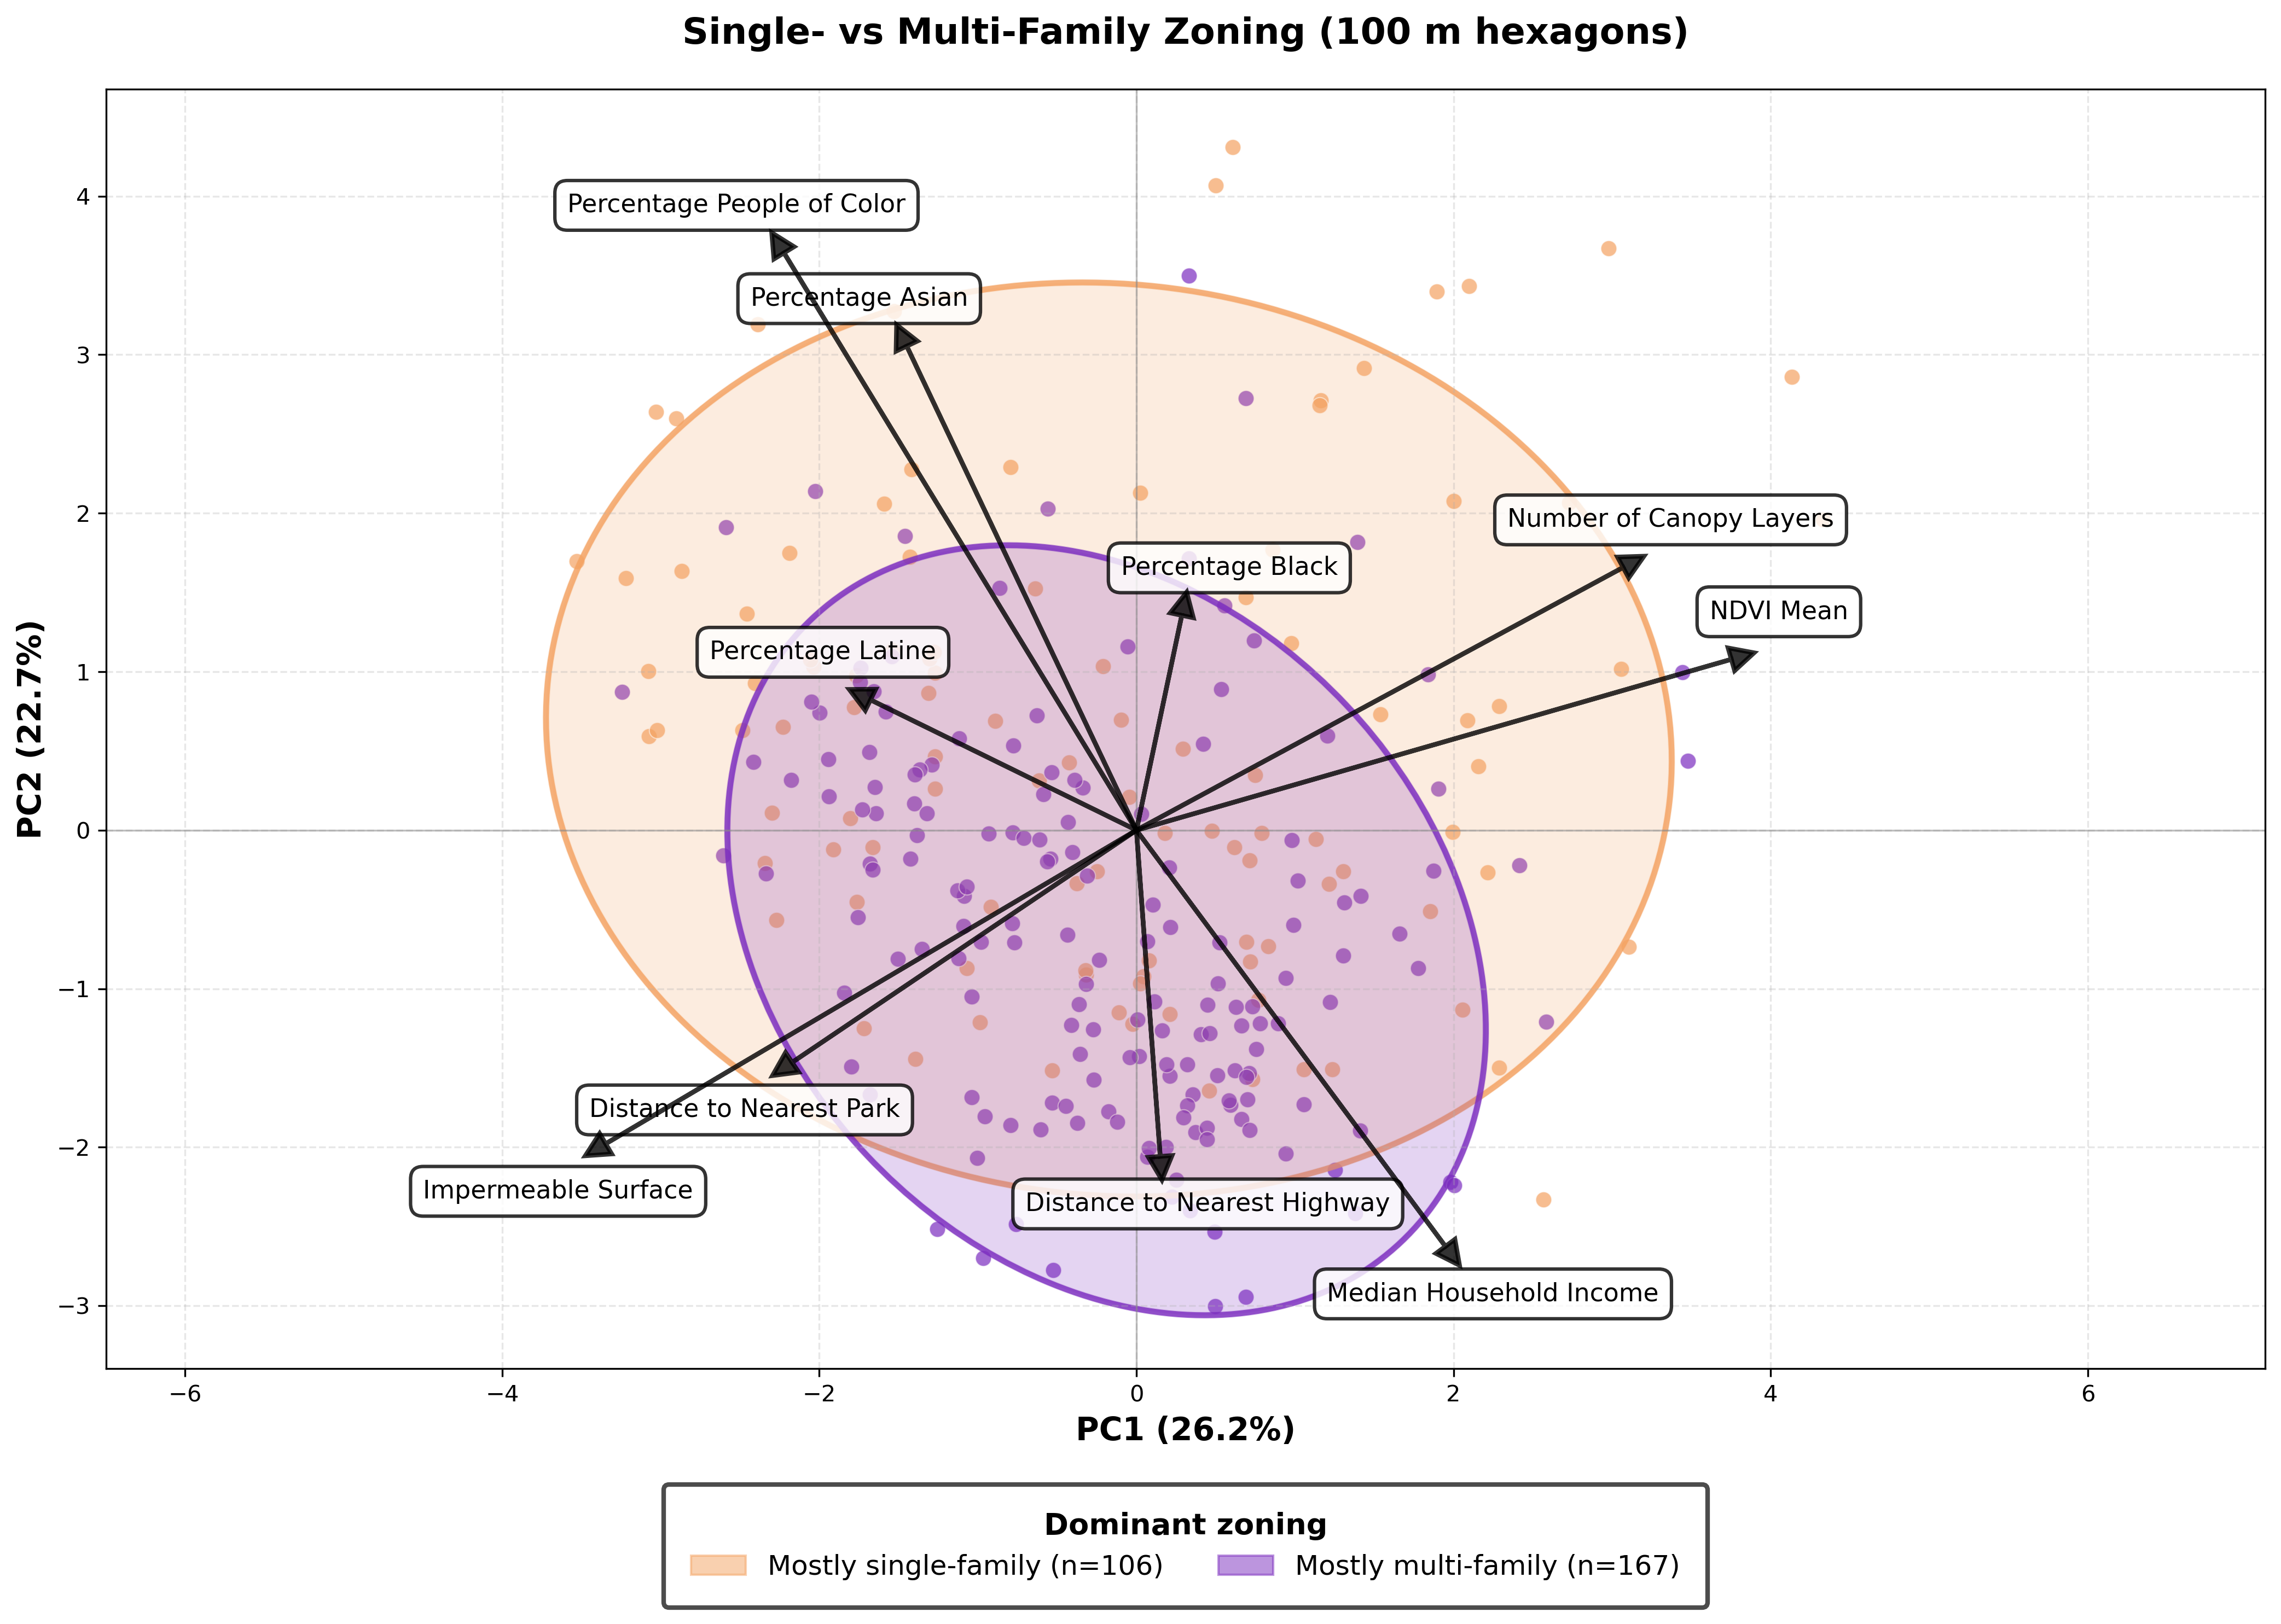 Single- vs Multi-Family Zoning (100 m hexagons)
PC2 (22.7%)
4
3
2
1
0
−1
−2
−3
Percentage People of Color
Percentage Asian
Number of Canopy Layers
Percentage Black
NDVI Mean
Percentage Latine
Distance to Nearest Park
Impermeable Surface
Distance to Nearest Highway
Median Household Income
−6 −4 −2 0 2 4 6
PC1 (26.2%)
Dominant zoning
Mostly single-family (n=106) Mostly multi-family (n=167)